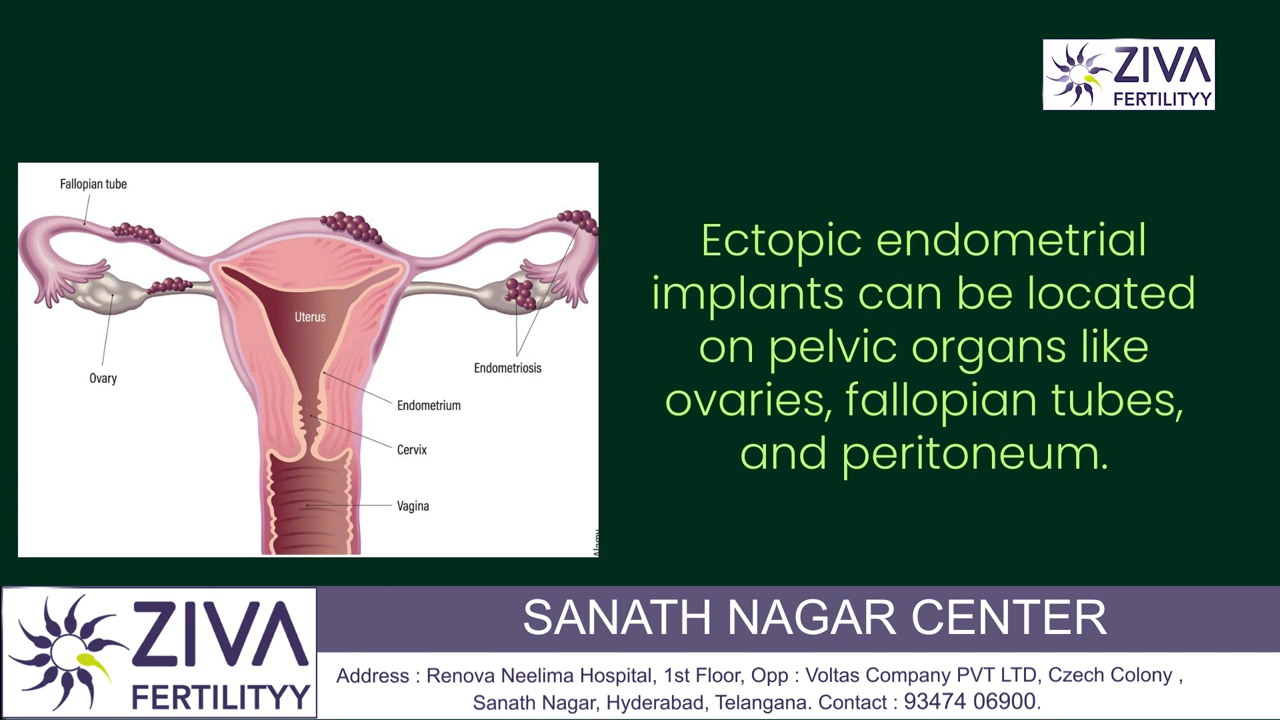 ZIVA
FERTILITYY
Fallopian tube
Uterus
Ovary
Endometriosis
Endometrium
Cervix
Vagina
Alamy
Ectopic endometrial
implants can be located
on pelvic organs like
ovaries, fallopian tubes,
and peritoneum.
ZIVA
FERTILITYY
SANATH NAGAR CENTER
Address : Renova Neelima Hospital, 1st Floor, Opp : Voltas Company PVT LTD, Czech Colony ,
Sanath Nagar, Hyderabad, Telangana. Contact : 93474 06900.